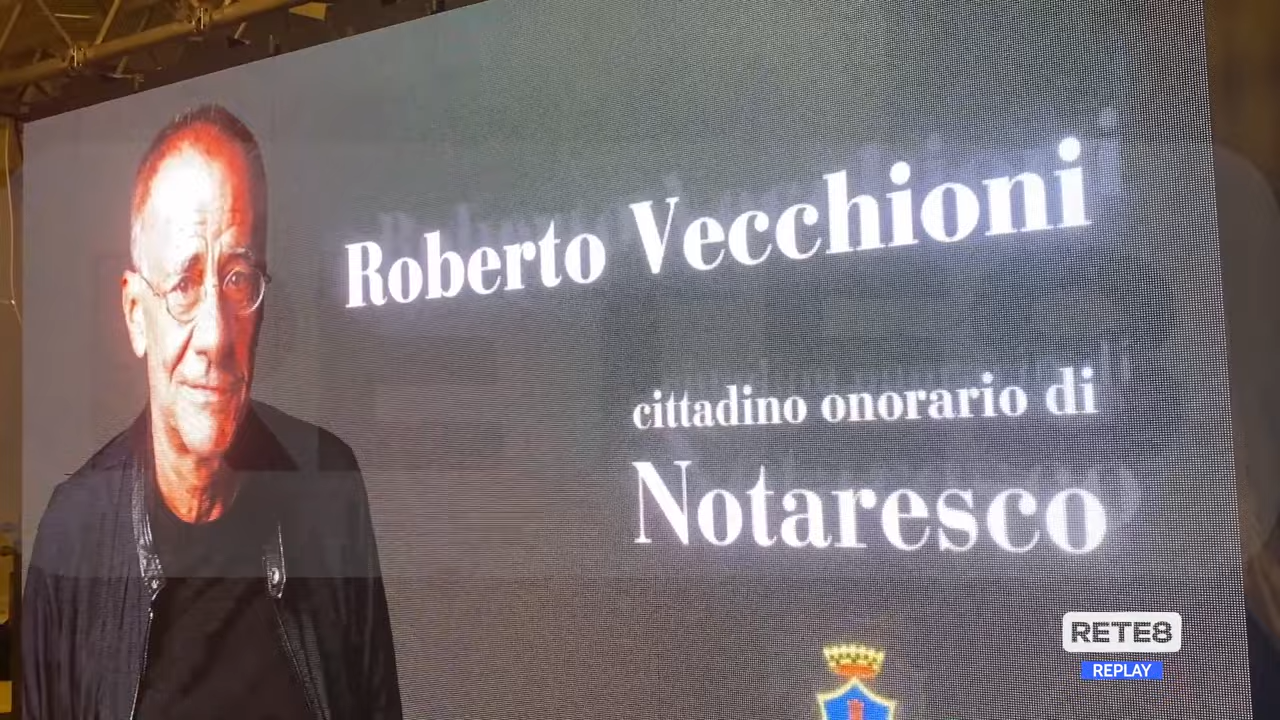 Roberto Vecchioni
cittadino onorario di
Notaresco
RETE8
REPLAY